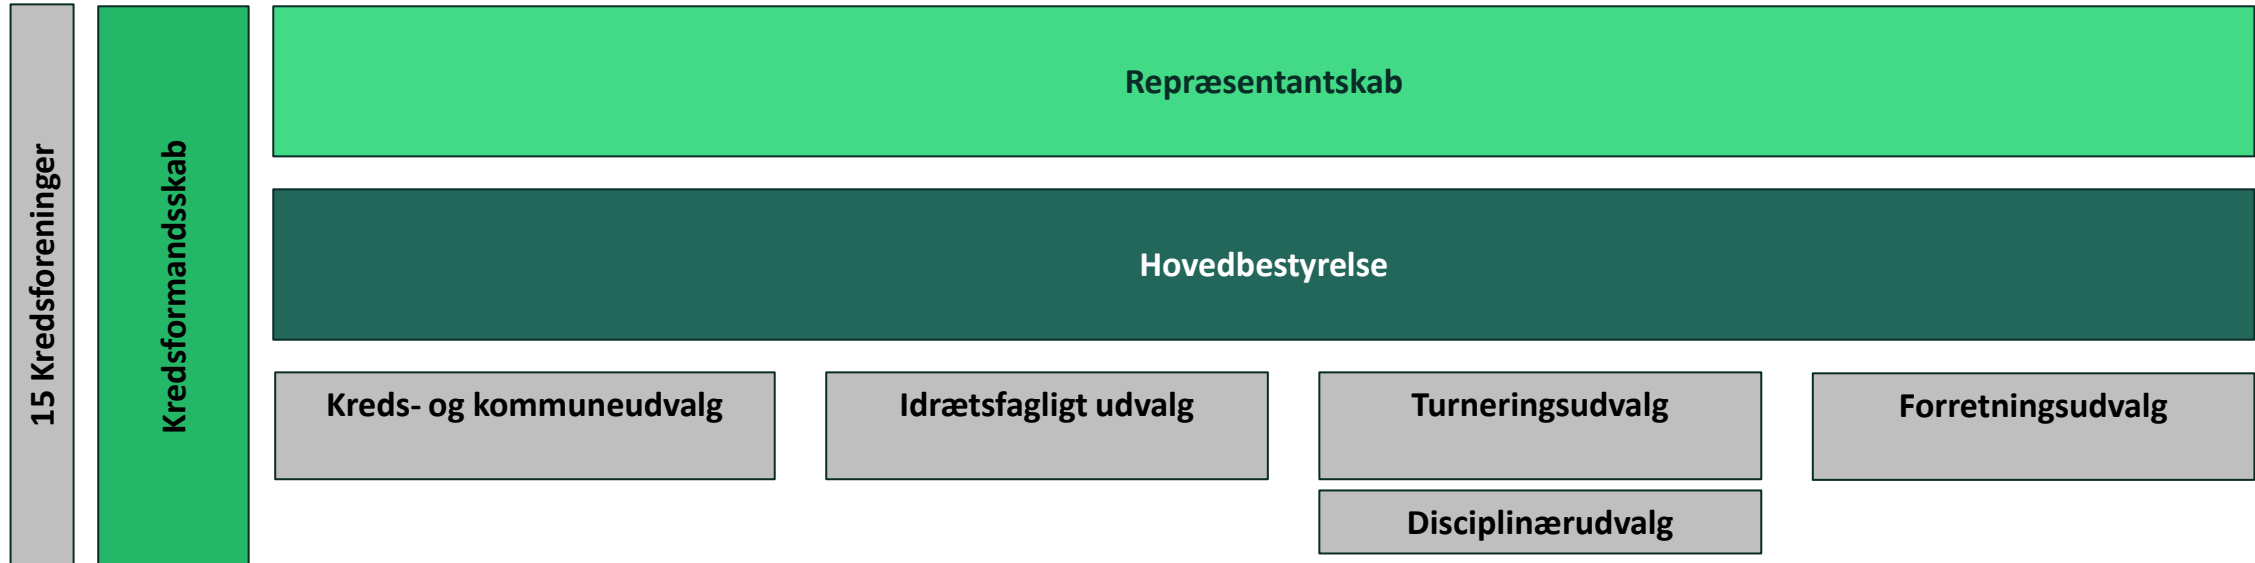 15 Kredsforeninger
Kredsformandsskab
Repræsentantskab
Hovedbestyrelse
Kreds- og kommuneudvalg
Idrætsfagligt udvalg
Turneringsudvalg
Forretningsudvalg
Disciplinærudvalg